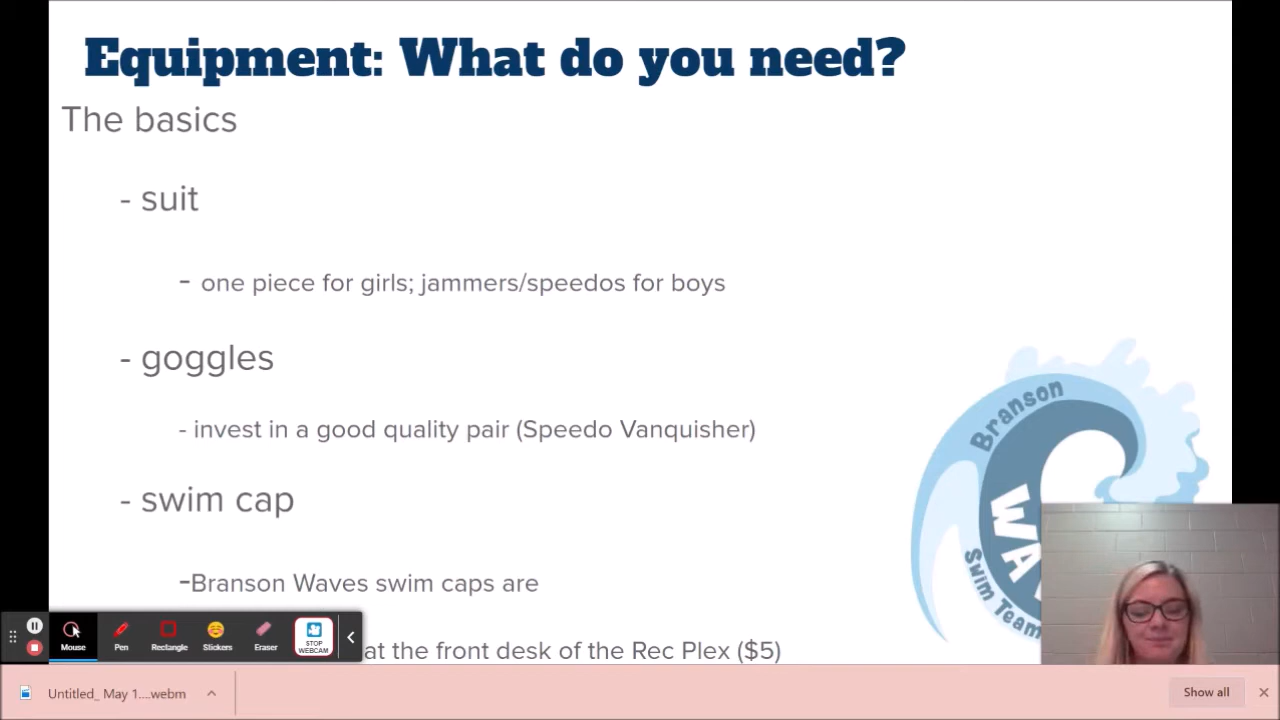 Equipment: What do you need?
The basics
- suit
- one piece for girls; jammers/speedos for boys
- goggles
- invest in a good quality pair (Speedo Vanquisher)
- swim cap
-Branson Waves swim caps are
at the front desk of the Rec Plex ($5)
Branson
WA
Swim Team
Mouse
Pen
Rectangle
Stickers
Eraser
STOP
WEBCAM
Untitled_ May 1....webm
Show all